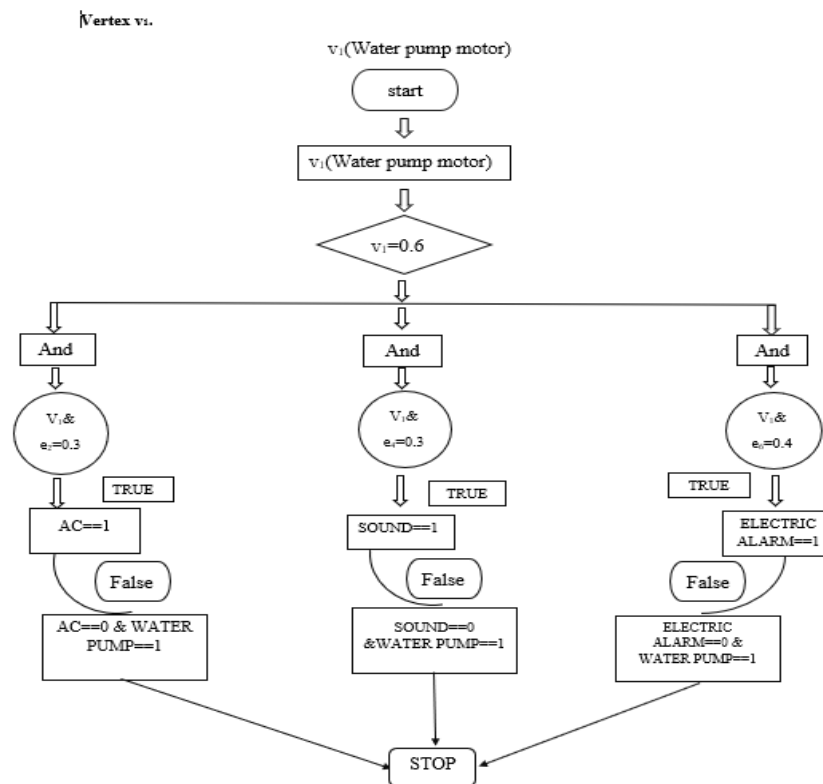 Vertex v₁.
v₁(Water pump motor)
start
v₁(Water pump motor)
v₁=0.6
And
And
And
V₁&
e₂=0.3
V₁&
e₄=0.3
V₁&
e₆=0.4
TRUE
TRUE
TRUE
AC==1
SOUND==1
ELECTRIC
ALARM==1
False
False
False
AC==0 & WATER
PUMP==1
SOUND==0
&WATER PUMP==1
ELECTRIC
ALARM==0 &
WATER PUMP==1
STOP